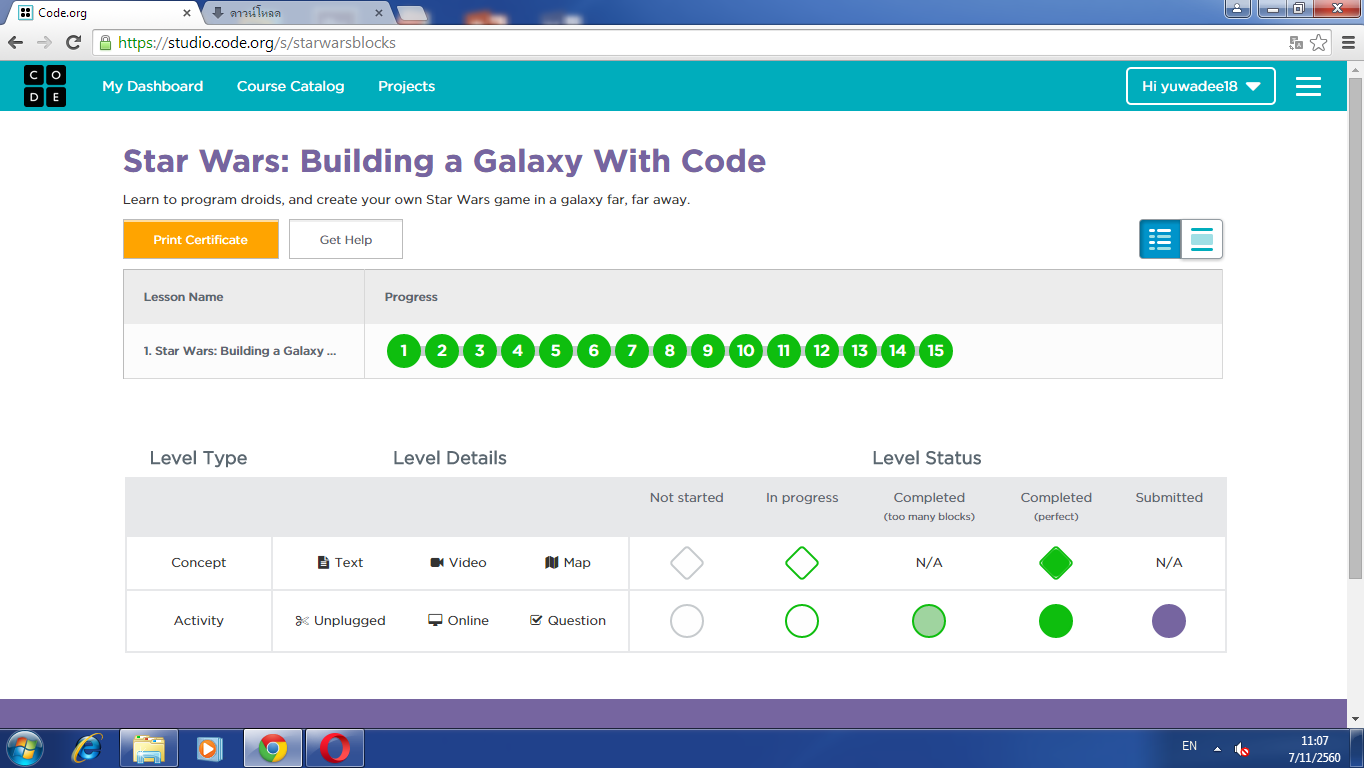 Code.org
ดาวน์โหลด
https://studio.code.org/s/starwarsblocks
C O D E
My Dashboard Course Catalog Projects
Hi yuwadee18
Star Wars: Building a Galaxy With Code
Learn to program droids, and create your own Star Wars game in a galaxy far, far away.
Print Certificate Get Help
Lesson Name Progress
1. Star Wars: Building a Galaxy ... 1 2 3 4 5 6 7 8 9 10 11 12 13 14 15
Level Type Level Details Level Status
Not started In progress Completed Completed Submitted
(too many blocks) (perfect)
Concept Text Video Map N/A N/A
Activity Unplugged Online Question
EN 11:07
7/11/2560